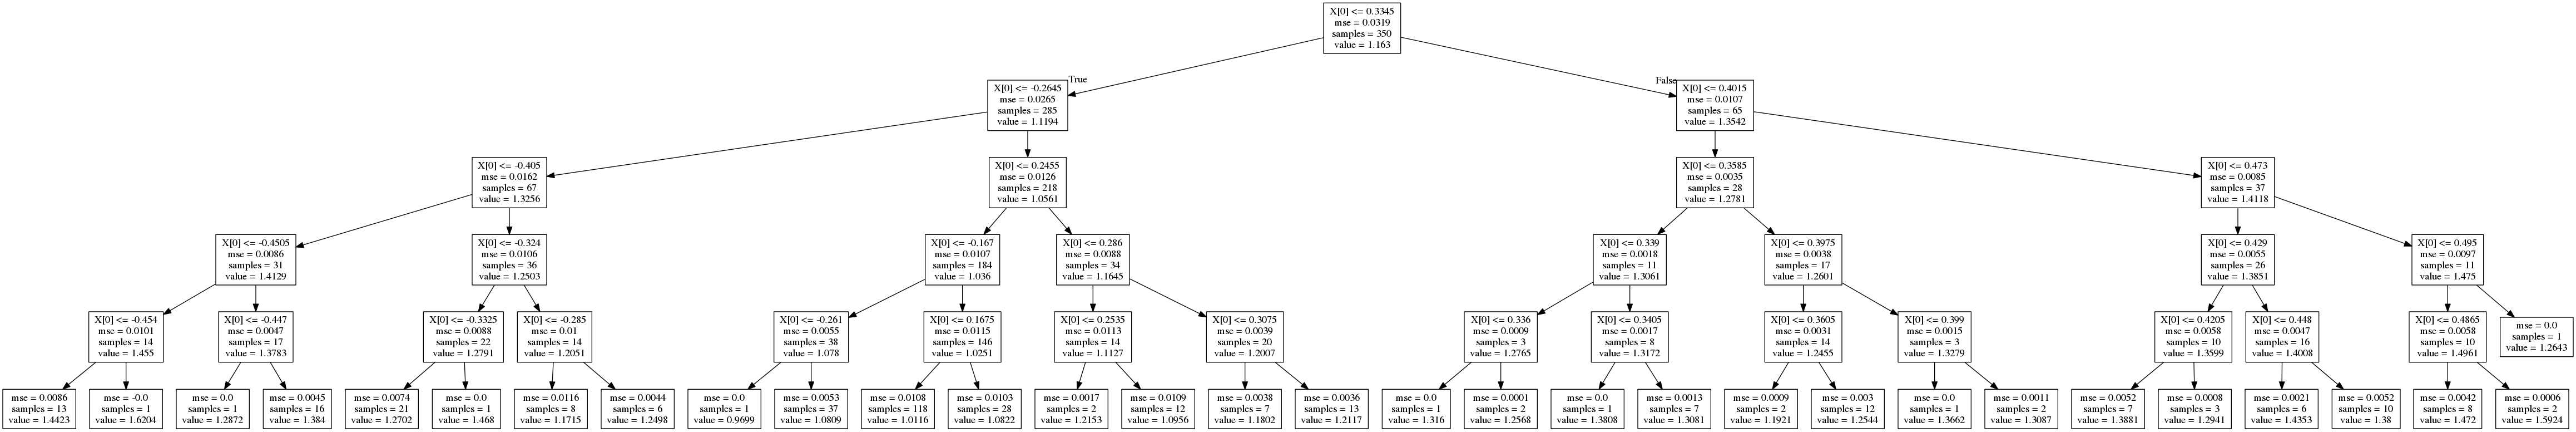 X[0] <= 0.3345
mse = 0.0319
samples = 350
value = 1.163
True
False
X[0] <= -0.2645
mse = 0.0265
samples = 285
value = 1.1194
X[0] <= 0.4015
mse = 0.0107
samples = 65
value = 1.3542
X[0] <= -0.405
mse = 0.0162
samples = 67
value = 1.3256
X[0] <= 0.2455
mse = 0.0126
samples = 218
value = 1.0561
X[0] <= 0.3585
mse = 0.0035
samples = 28
value = 1.2781
X[0] <= 0.473
mse = 0.0085
samples = 37
value = 1.4118
X[0] <= -0.4505
mse = 0.0086
samples = 31
value = 1.4129
X[0] <= -0.324
mse = 0.0106
samples = 36
value = 1.2503
X[0] <= -0.167
mse = 0.0107
samples = 184
value = 1.036
X[0] <= 0.286
mse = 0.0088
samples = 34
value = 1.1645
X[0] <= 0.339
mse = 0.0018
samples = 11
value = 1.3061
X[0] <= 0.3975
mse = 0.0038
samples = 17
value = 1.2601
X[0] <= 0.429
mse = 0.0055
samples = 26
value = 1.3851
X[0] <= 0.495
mse = 0.0097
samples = 11
value = 1.475
X[0] <= -0.454
mse = 0.0101
samples = 14
value = 1.455
X[0] <= -0.447
mse = 0.0047
samples = 17
value = 1.3783
X[0] <= -0.3325
mse = 0.0088
samples = 22
value = 1.2791
X[0] <= -0.285
mse = 0.01
samples = 14
value = 1.2051
X[0] <= -0.261
mse = 0.0055
samples = 38
value = 1.078
X[0] <= 0.1675
mse = 0.0115
samples = 146
value = 1.0251
X[0] <= 0.2535
mse = 0.0113
samples = 14
value = 1.1127
X[0] <= 0.3075
mse = 0.0039
samples = 20
value = 1.2007
X[0] <= 0.336
mse = 0.0009
samples = 3
value = 1.2765
X[0] <= 0.3405
mse = 0.0017
samples = 8
value = 1.3172
X[0] <= 0.3605
mse = 0.0031
samples = 14
value = 1.2455
X[0] <= 0.399
mse = 0.0015
samples = 3
value = 1.3279
X[0] <= 0.4205
mse = 0.0058
samples = 10
value = 1.3599
X[0] <= 0.448
mse = 0.0047
samples = 16
value = 1.4008
X[0] <= 0.4865
mse = 0.0058
samples = 10
value = 1.4961
mse = 0.0
samples = 1
value = 1.2643
mse = 0.0086
samples = 13
value = 1.4423
mse = -0.0
samples = 1
value = 1.6204
mse = 0.0
samples = 1
value = 1.2872
mse = 0.0045
samples = 16
value = 1.384
mse = 0.0074
samples = 21
value = 1.2702
mse = 0.0
samples = 1
value = 1.468
mse = 0.0116
samples = 8
value = 1.1715
mse = 0.0044
samples = 6
value = 1.2498
mse = 0.0
samples = 1
value = 0.9699
mse = 0.0053
samples = 37
value = 1.0809
mse = 0.0108
samples = 118
value = 1.0116
mse = 0.0103
samples = 28
value = 1.0822
mse = 0.0017
samples = 2
value = 1.2153
mse = 0.0109
samples = 12
value = 1.0956
mse = 0.0038
samples = 7
value = 1.1802
mse = 0.0036
samples = 13
value = 1.2117
mse = 0.0
samples = 1
value = 1.316
mse = 0.0001
samples = 2
value = 1.2568
mse = 0.0
samples = 1
value = 1.3808
mse = 0.0013
samples = 7
value = 1.3081
mse = 0.0009
samples = 2
value = 1.1921
mse = 0.003
samples = 12
value = 1.2544
mse = 0.0
samples = 1
value = 1.3662
mse = 0.0011
samples = 2
value = 1.3087
mse = 0.0052
samples = 7
value = 1.3881
mse = 0.0008
samples = 3
value = 1.2941
mse = 0.0021
samples = 6
value = 1.4353
mse = 0.0052
samples = 10
value = 1.38
mse = 0.0042
samples = 8
value = 1.472
mse = 0.0006
samples = 2
value = 1.5924